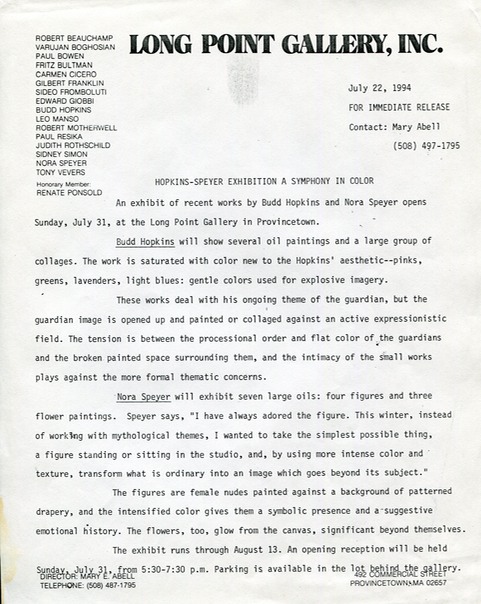 LONG POINT GALLERY, INC.
ROBERT BEAUCHAMP
VARUJAN BOGHOSIAN
PAUL BOWEN
FRITZ BULTMAN
CARMEN CICERO
GILBERT FRANKLIN
SIDEO FROMBOLUTI
EDWARD GIOBBI
BUDD HOPKINS
LEO MANSO
ROBERT MOTHERWELL
PAUL RESIKA
JUDITH ROTHSCHILD
SIDNEY SIMON
NORA SPEYER
TONY VEVERS
Honorary Member:
RENATE PONSOLD
July 22, 1994
FOR IMMEDIATE RELEASE
Contact: Mary Abell
(508) 497-1795
HOPKINS-SPEYER EXHIBITION A SYMPHONY IN COLOR
An exhibit of recent works by Budd Hopkins and Nora Speyer opens
Sunday, July 31, at the Long Point Gallery in Provincetown.
Budd Hopkins will show several oil paintings and a large group of
collages. The work is saturated with color new to the Hopkins' aesthetic--pinks,
greens, lavenders, light blues: gentle colors used for explosive imagery.
These works deal with his ongoing theme of the guardian, but the
guardian image is opened up and painted or collaged against an active expressionistic
field. The tension is between the processional order and flat color of the guardians
and the broken painted space surrounding them, and the intimacy of the small works
plays against the more formal thematic concerns.
Nora Speyer will exhibit seven large oils: four figures and three
flower paintings. Speyer says, "I have always adored the figure. This winter, instead
of working with mythological themes, I wanted to take the simplest possible thing,
a figure standing or sitting in the studio, and, by using more intense color and
texture, transform what is ordinary into an image which goes beyond its subject."
The figures are female nudes painted against a background of patterned
drapery, and the intensified color gives them a symbolic presence and a suggestive
emotional history. The flowers, too, glow from the canvas, significant beyond themselves.
The exhibit runs through August 13. An opening reception will be held
Sunday, July 31, from 5:30-7:30 p.m. Parking is available in the lot behind the gallery.
DIRECTOR: MARY E. ABELL
TELEPHONE: (508) 487-1795
492 COMMERCIAL STREET
PROVINCETOWN, MA 02657